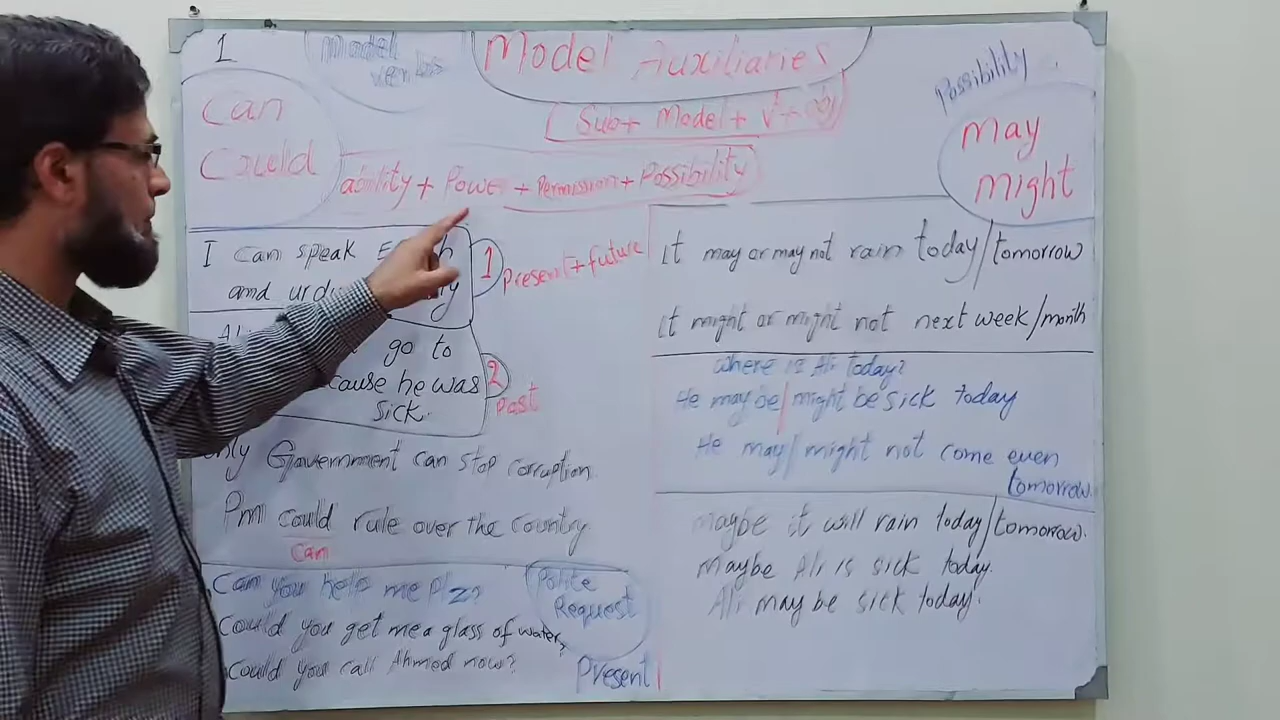 1
Model verbs
Model Auxiliaries
(Sub+ Model + V¹+ obj)
Can
Could
ability + Power + Permission + Possibility
Possibility
may
might
I can speak
and urdu
1
Present + future
go to
cause he was
sick.
2
Past
only Government can stop corruption.
Pm could rule over the country
can
Can you help me Plz?
Could you get me a glass of water,
Could you call Ahmed now?
Polite
Request
Present
It may or may not rain today/tomorrow
It might or might not next week/month
where is Ali today?
He may be/might be sick today
He may/might not come even
tomorrow.
maybe it will rain today/tomorrow.
Maybe Ali is sick today.
Ali may be sick today.